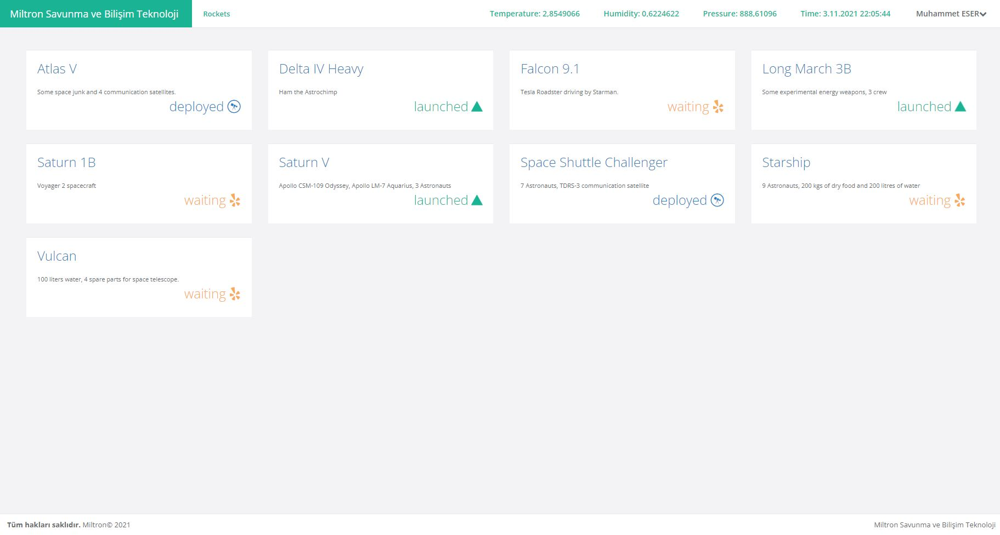 Miltron Savunma ve Bilişim Teknoloji
Rockets
Temperature: 2,8549066
Humidity: 0,6224622
Pressure: 888,61096
Time: 3.11.2021 22:05:44
Muhammet ESER
Atlas V
Some space junk and 4 communication satellites.
deployed
Delta IV Heavy
Ham the Astrochimp
launched
Falcon 9.1
Tesla Roadster driving by Starman.
waiting
Long March 3B
Some experimental energy weapons, 3 crew
launched
Saturn 1B
Voyager 2 spacecraft
waiting
Saturn V
Apollo CSM-109 Odyssey, Apollo LM-7 Aquarius, 3 Astronauts
launched
Space Shuttle Challenger
7 Astronauts, TDRS-3 communication satellite
deployed
Starship
9 Astronauts, 200 kgs of dry food and 200 litres of water
waiting
Vulcan
100 liters water, 4 spare parts for space telescope.
waiting
Tüm hakları saklıdır. Miltron© 2021
Miltron Savunma ve Bilişim Teknoloji